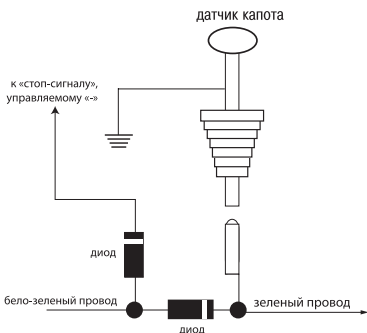 датчик капота
к «стоп-сигналу»,
управляемому «-»
диод
бело-зеленый провод
зеленый провод
диод